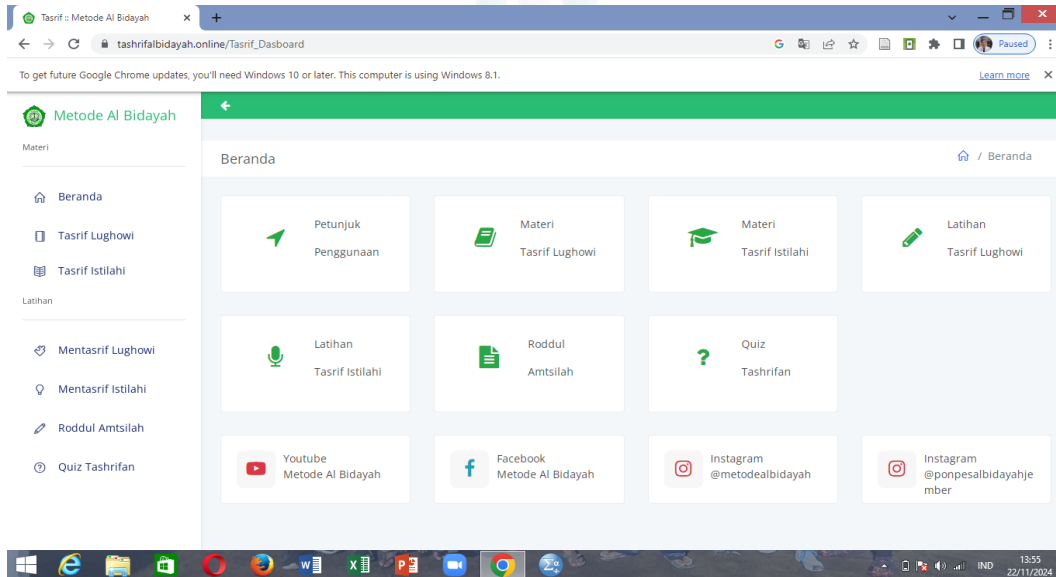 Tasrif :: Metode Al Bidayah
tashrifalbidayah.online/Tasrif_Dasboard
Paused
To get future Google Chrome updates, you'll need Windows 10 or later. This computer is using Windows 8.1.
Learn more
Metode Al Bidayah
Materi
Beranda
Tasrif Lughowi
Tasrif Istilahi
Latihan
Mentasrif Lughowi
Mentasrif Istilahi
Roddul Amtsilah
Quiz Tashrifan
Beranda
/ Beranda
Petunjuk
Penggunaan
Materi
Tasrif Lughowi
Materi
Tasrif Istilahi
Latihan
Tasrif Lughowi
Latihan
Tasrif Istilahi
Roddul
Amtsilah
Quiz
Tashrifan
Youtube
Metode Al Bidayah
Facebook
Metode Al Bidayah
Instagram
@metodealbidayah
Instagram
@ponpesalbidayahje
mber
IND
13:55
22/11/2024